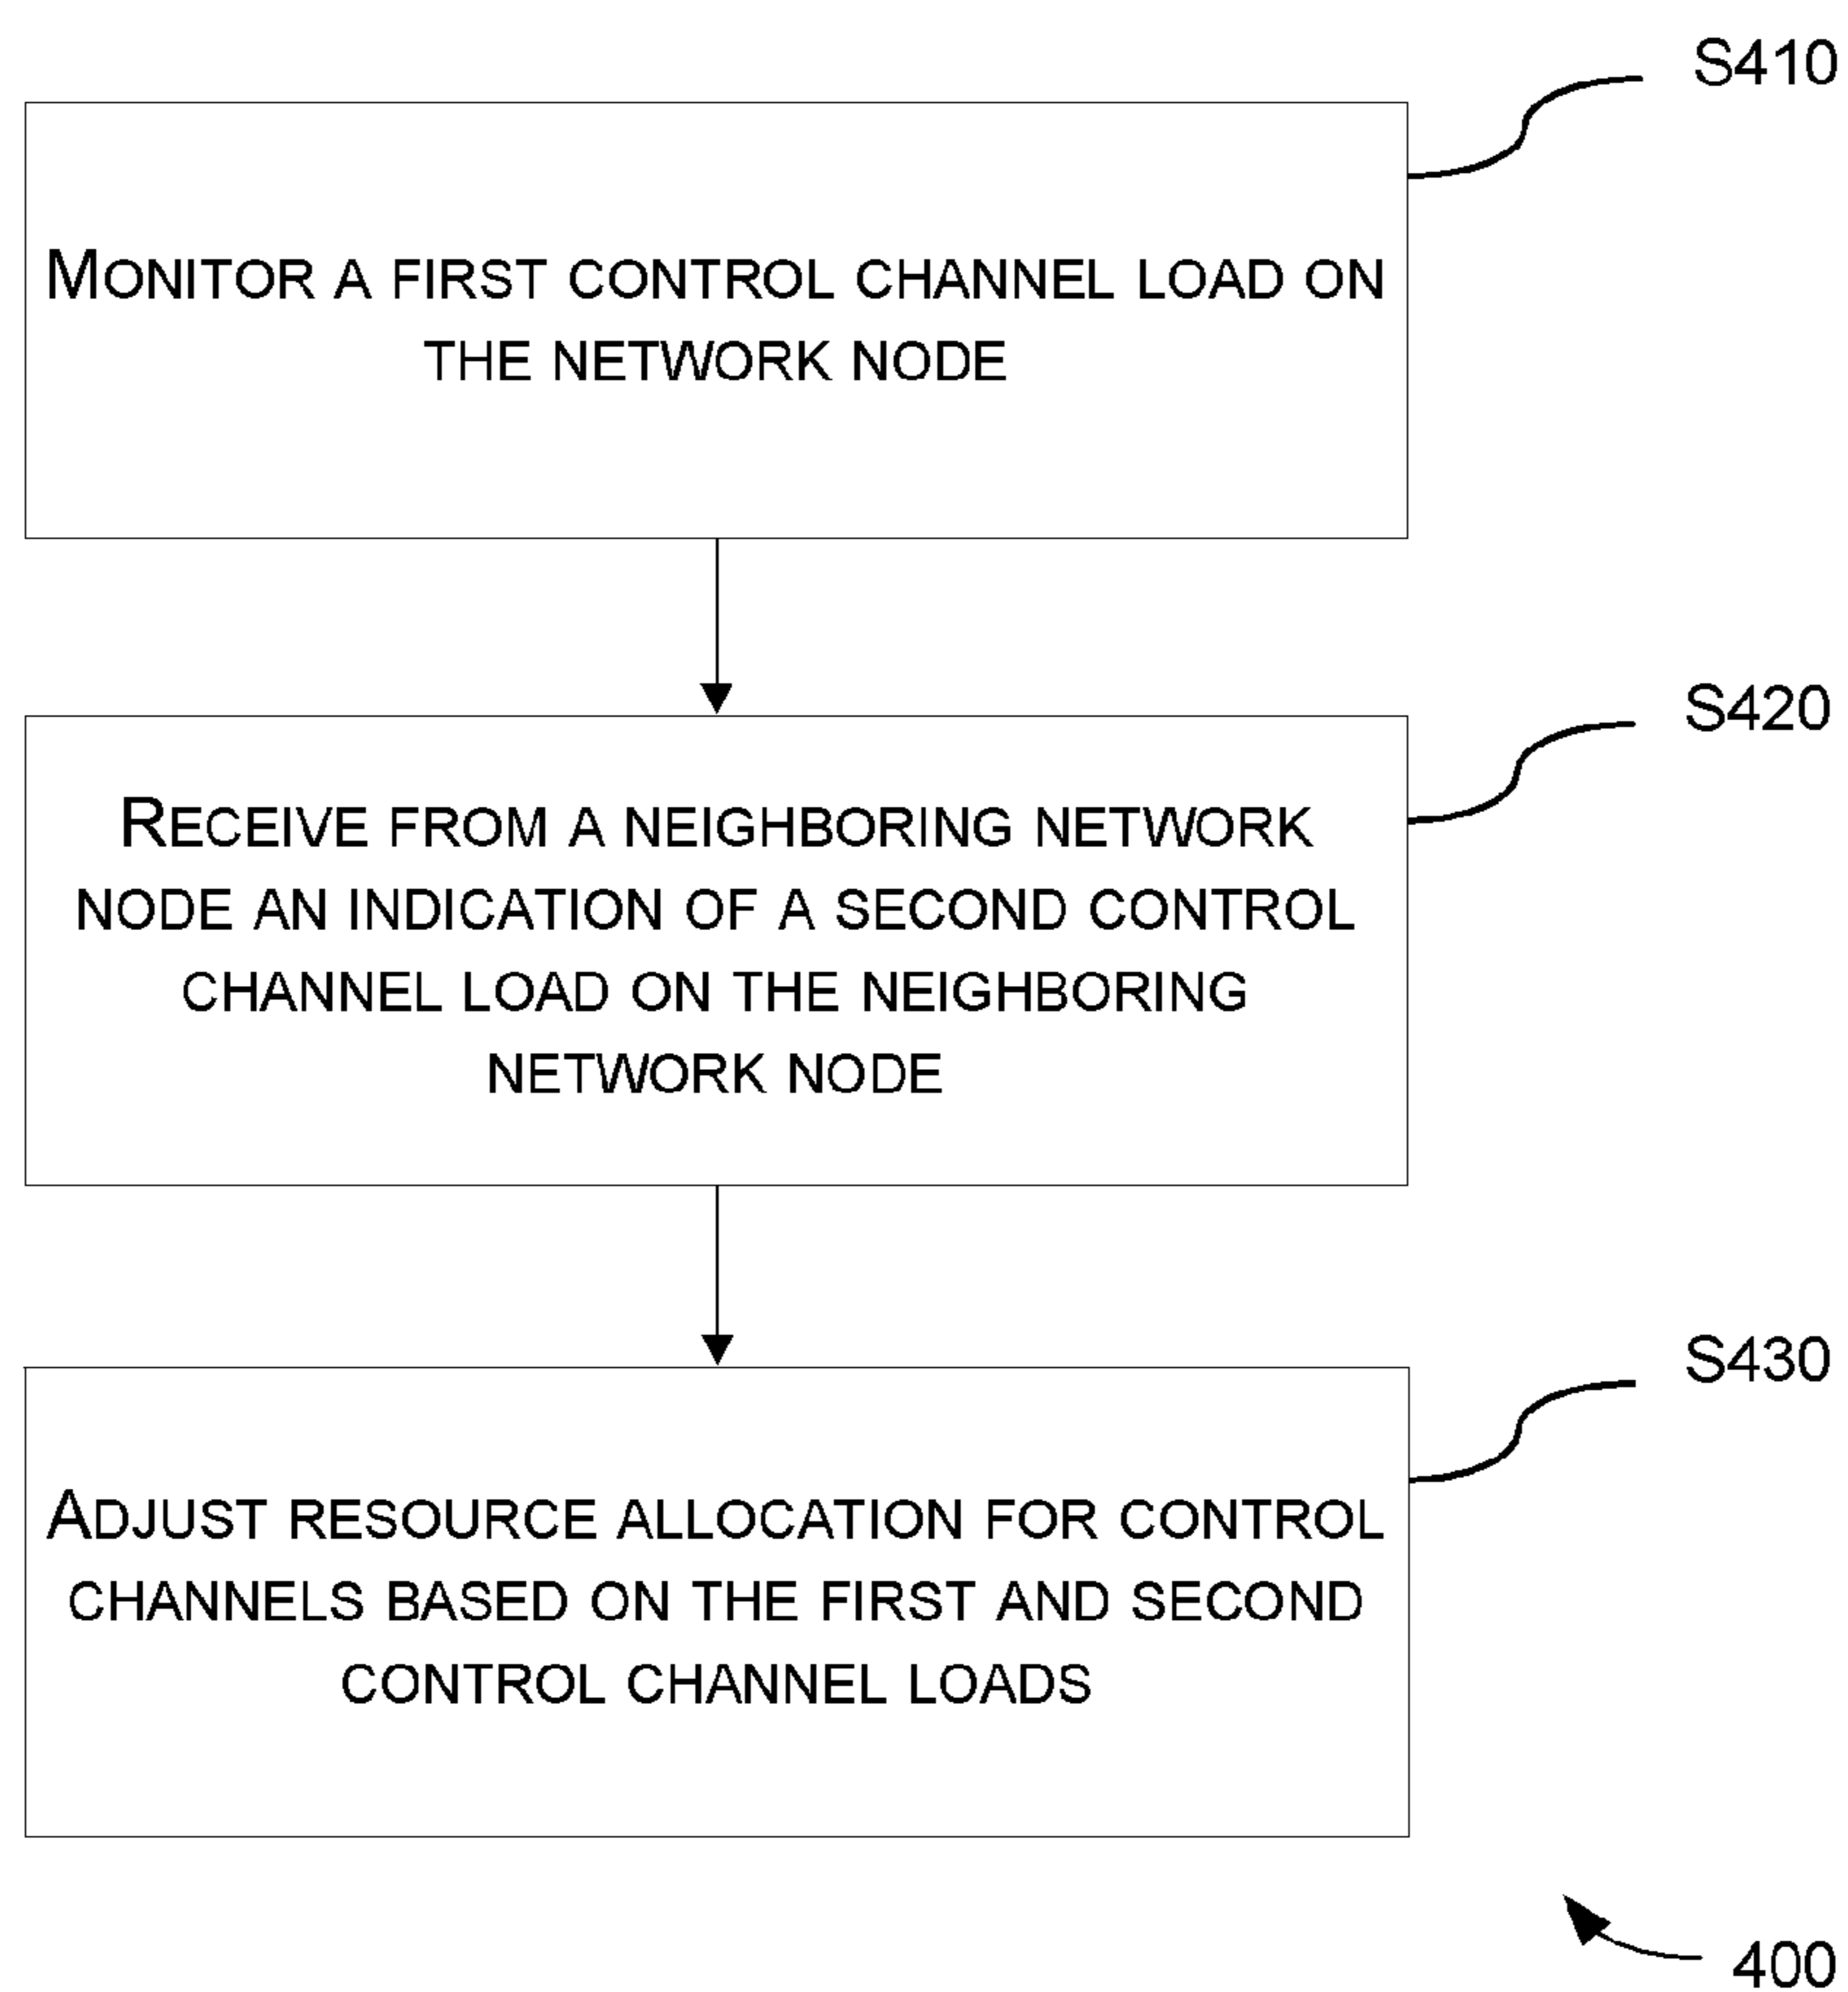 S410
MONITOR A FIRST CONTROL CHANNEL LOAD ON
THE NETWORK NODE
S420
RECEIVE FROM A NEIGHBORING NETWORK
NODE AN INDICATION OF A SECOND CONTROL
CHANNEL LOAD ON THE NEIGHBORING
NETWORK NODE
S430
ADJUST RESOURCE ALLOCATION FOR CONTROL
CHANNELS BASED ON THE FIRST AND SECOND
CONTROL CHANNEL LOADS
400